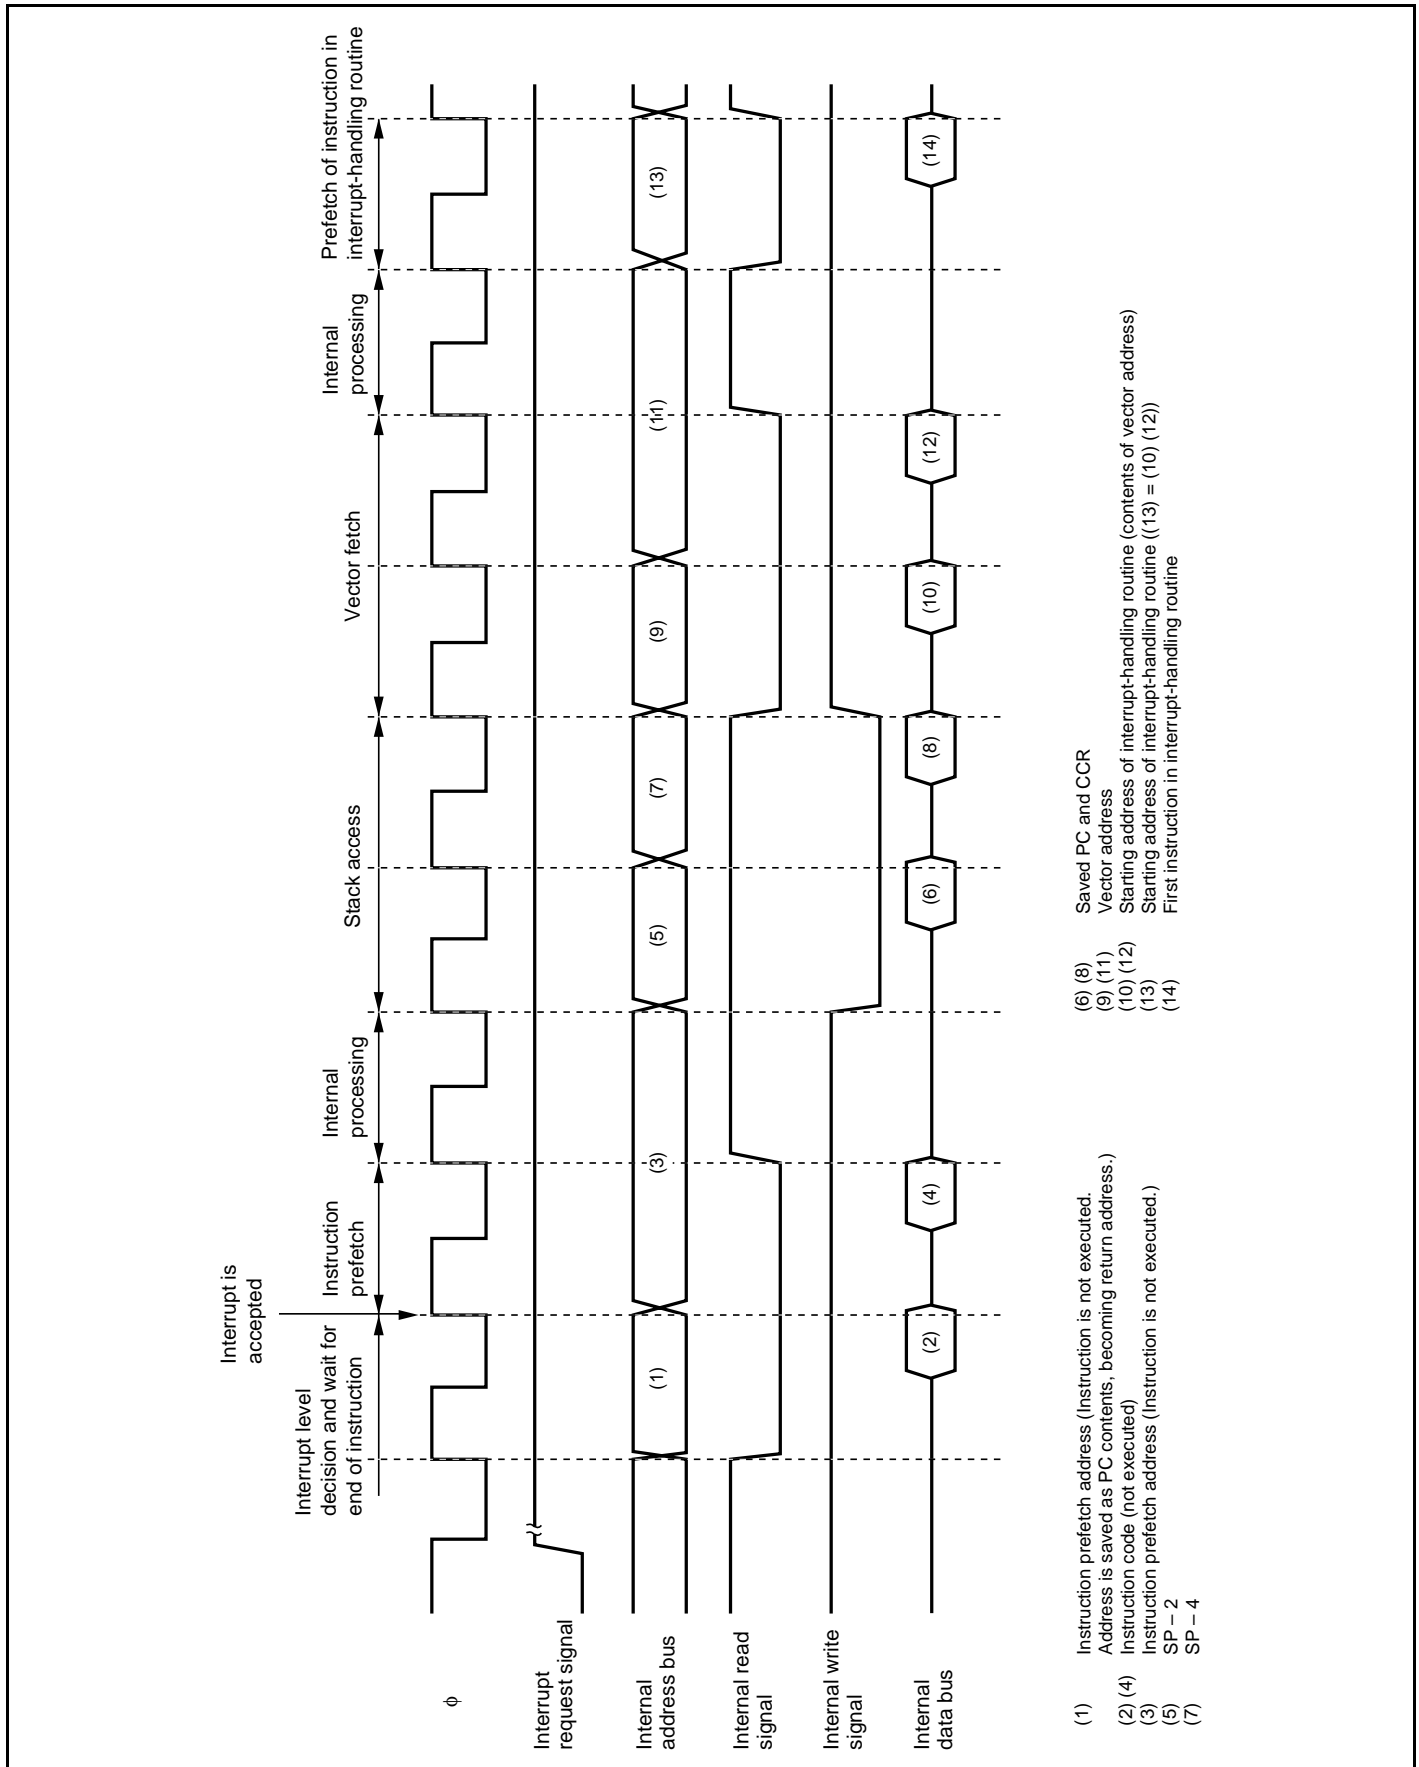 Interrupt level
decision and wait for
end of instruction
Interrupt is
accepted
Instruction
prefetch
Internal
processing
Stack access
Vector fetch
Internal
processing
Prefetch of instruction in
interrupt-handling routine
ϕ
Interrupt
request signal
Internal
address bus
(1)
(3)
(5)
(7)
(9)
(11)
(13)
Internal read
signal
Internal write
signal
Internal
data bus
(2)
(4)
(6)
(8)
(10)
(12)
(14)
(1) Instruction prefetch address (Instruction is not executed.
Address is saved as PC contents, becoming return address.)
(2) (4) Instruction code (not executed)
(3) Instruction prefetch address (Instruction is not executed.)
(5) SP – 2
(7) SP – 4
(6) (8) Saved PC and CCR
(9) (11) Vector address
(10) (12) Starting address of interrupt-handling routine (contents of vector address)
(13) Starting address of interrupt-handling routine ((13) = (10) (12))
(14) First instruction in interrupt-handling routine